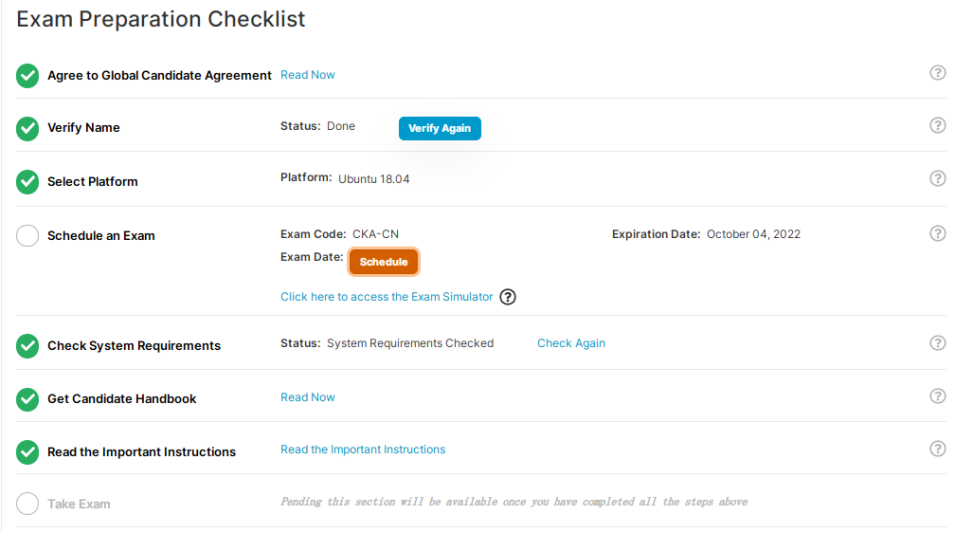 Exam Preparation Checklist
Agree to Global Candidate Agreement Read Now
Verify Name Status: Done Verify Again
Select Platform Platform: Ubuntu 18.04
Schedule an Exam Exam Code: CKA-CN Expiration Date: October 04, 2022
Exam Date: Schedule
Click here to access the Exam Simulator ?
Check System Requirements Status: System Requirements Checked Check Again
Get Candidate Handbook Read Now
Read the Important Instructions Read the Important Instructions
Take Exam Pending this section will be available once you have completed all the steps above